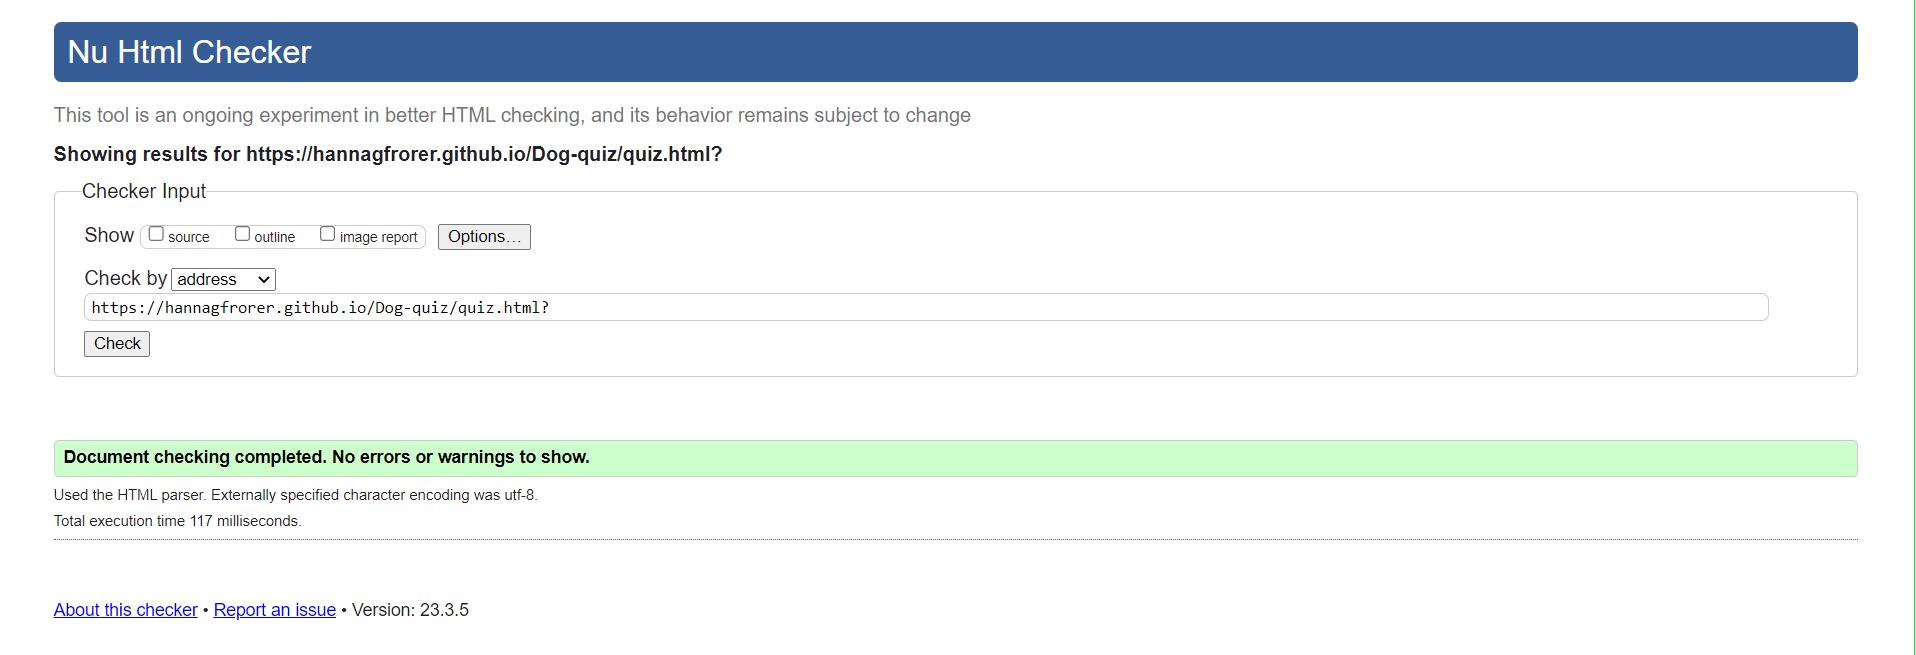 Nu Html Checker
This tool is an ongoing experiment in better HTML checking, and its behavior remains subject to change
Showing results for https://hannagfrorer.github.io/Dog-quiz/quiz.html?
Checker Input
Show source outline image report Options...
Check by address
https://hannagfrorer.github.io/Dog-quiz/quiz.html?
Check
Document checking completed. No errors or warnings to show.
Used the HTML parser. Externally specified character encoding was utf-8.
Total execution time 117 milliseconds.
About this checker • Report an issue • Version: 23.3.5